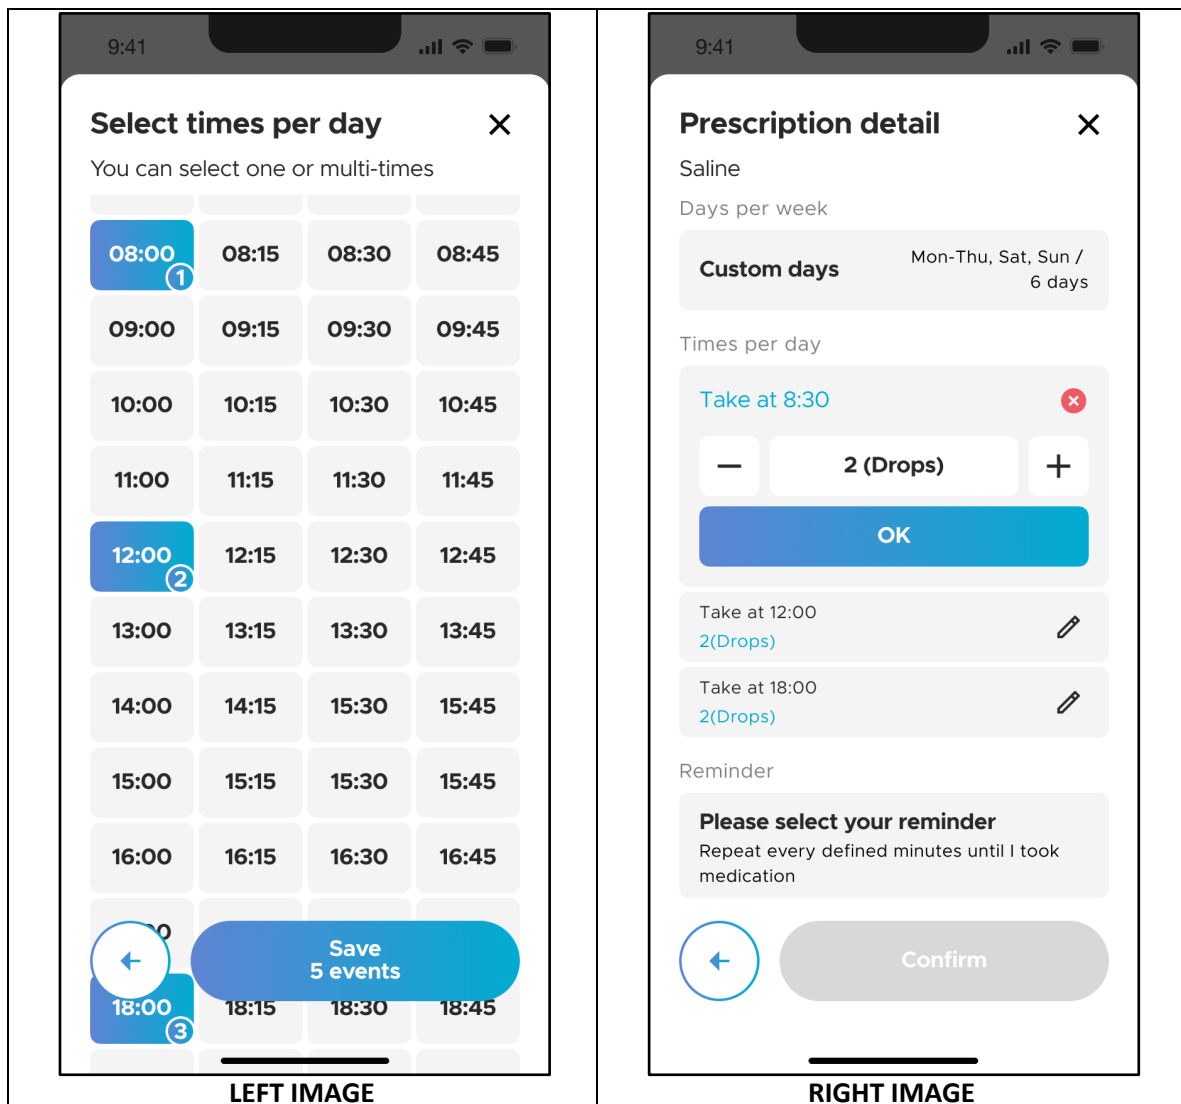 9:41
Select times per day
You can select one or multi-times
08:00 08:15 08:30 08:45
1
09:00 09:15 09:30 09:45
10:00 10:15 10:30 10:45
11:00 11:15 11:30 11:45
12:00 12:15 12:30 12:45
2
13:00 13:15 13:30 13:45
14:00 14:15 15:30 15:45
15:00 15:15 15:30 15:45
16:00 16:15 16:30 16:45
Save
5 events
18:00 18:15 18:30 18:45
3
LEFT IMAGE
9:41
Prescription detail
Saline
Days per week
Custom days
Mon-Thu, Sat, Sun /
6 days
Times per day
Take at 8:30
2 (Drops)
OK
Take at 12:00
2(Drops)
Take at 18:00
2(Drops)
Reminder
Please select your reminder
Repeat every defined minutes until I took
medication
Confirm
RIGHT IMAGE